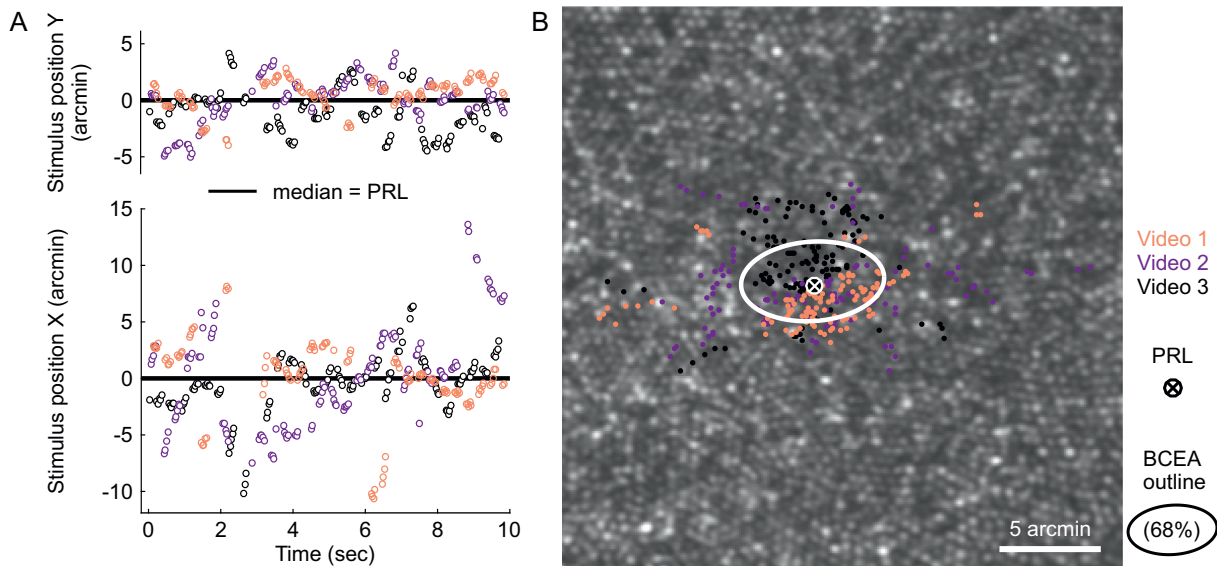 A
Stimulus position Y
(arcmin)
5
0
-5
median = PRL
Stimulus position X (arcmin)
15
10
5
0
-5
-10
0
2
4
6
8
10
Time (sec)
B
5 arcmin
Video 1
Video 2
Video 3
PRL
BCEA
outline
(68%)